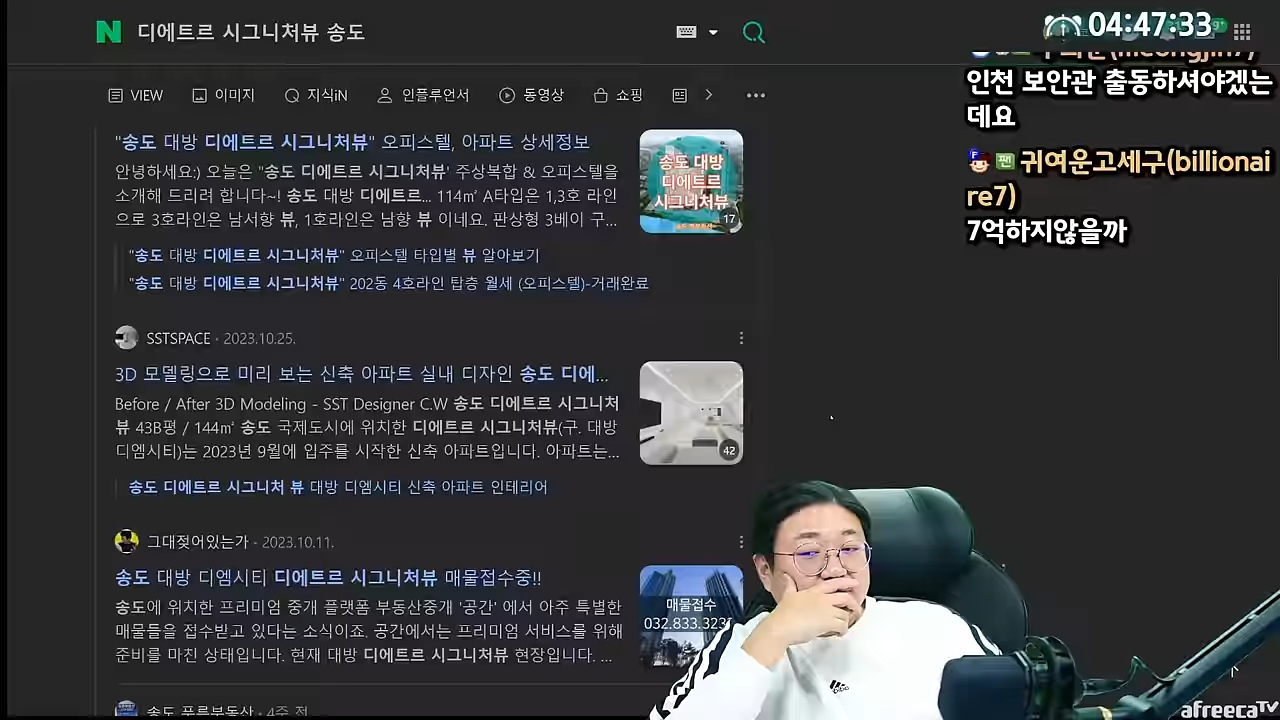 N 디에트르 시그니처뷰 송도
04:47:33
VIEW 이미지 지식iN 인플루언서 동영상 쇼핑
인천 보안관 출동하셔야겠는
데요
팬 귀여운고세구(billionai
re7)
7억하지않을까
"송도 대방 디에트르 시그니처뷰" 오피스텔, 아파트 상세정보
안녕하세요:) 오늘은 "송도 디에트르 시그니처뷰"주상복합 &오피스텔을
소개해 드리려 합니다~! 송도 대방 디에트르... 114㎡ A타입은 1,3호 라인
으로 3호라인은 남서향 뷰, 1호라인은 남향 뷰 이네요. 판상형 3베이 구...
송도 대방
디에트르
시그니처뷰
17
"송도 대방 디에트르 시그니처뷰" 오피스텔 타인별 뷰 알아보기
"송도 대방 디에트르 시그니처뷰" 202동 4호라인 탑층 월세 (오피스텔)-거래완료
SSTSPACE · 2023.10.25.
3D 모델링으로 미리 보는 신축 아파트 실내 디자인 송도 디에...
Before / After 3D Modeling - SST Designer C.W 송도 디에트르 시그니처
뷰 43B평 / 144㎡ 송도 국제도시에 위치한 디에트르 시그니처뷰(구. 대방
디엠시티)는 2023년 9월에 입주를 시작한 신축 아파트입니다. 아파트는...
42
송도 디에트르 시그니처 뷰 대방 디엠시티 신축 아파트 인테리어
그대젖어있는가 · 2023.10.11.
송도 대방 디엠시티 디에트르 시그니처뷰 매물접수중!!
송도에 위치한 프리미엄 중개 플랫폼 부동산중개 '공간' 에서 아주 특별한
매물들을 접수받고 있다는 소식이죠. 공간에서는 프리미엄 서비스를 위해
준비를 마친 상태입니다. 현재 대방 디에트르 시그니처뷰 현장입니다. ...
매물접수
032.833.323
송도 푸른부동산 · 4주 전
adidas
afreecaTV